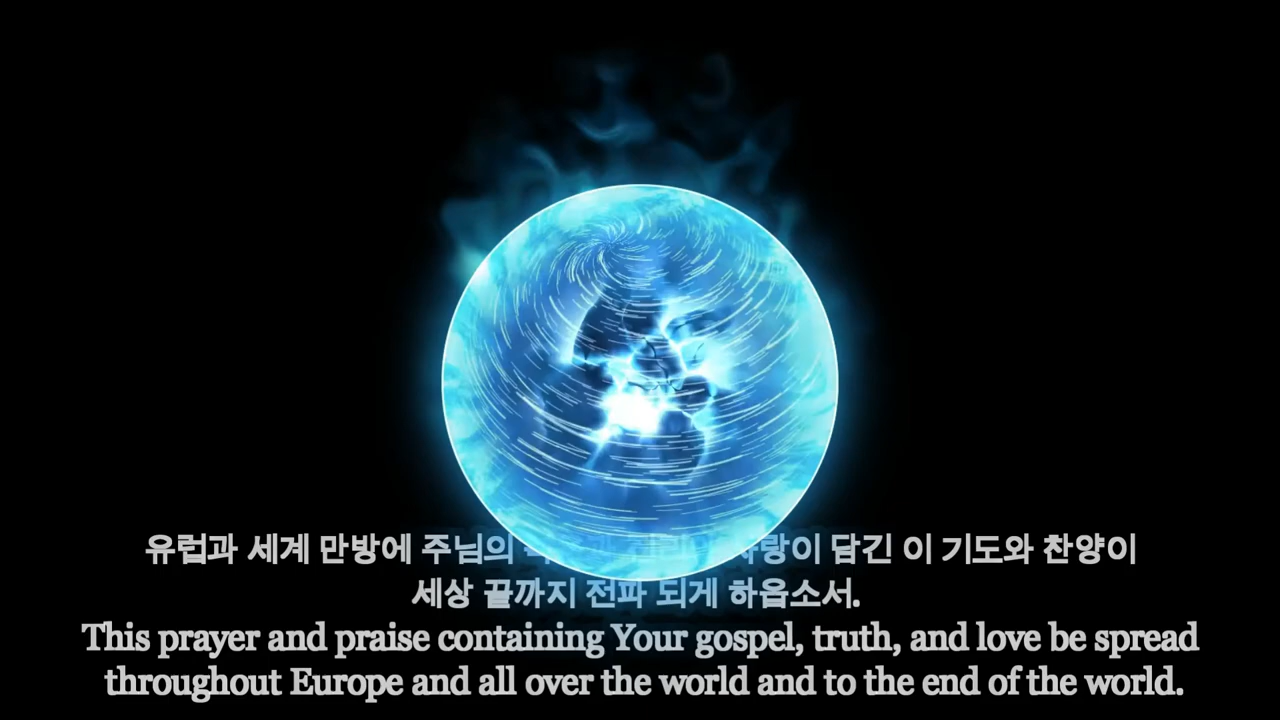 유럽과 세계 만방에 주님의 사랑이 담긴 이 기도와 찬양이
세상 끝까지 전파 되게 하옵소서.
This prayer and praise containing Your gospel, truth, and love be spread
throughout Europe and all over the world and to the end of the world.